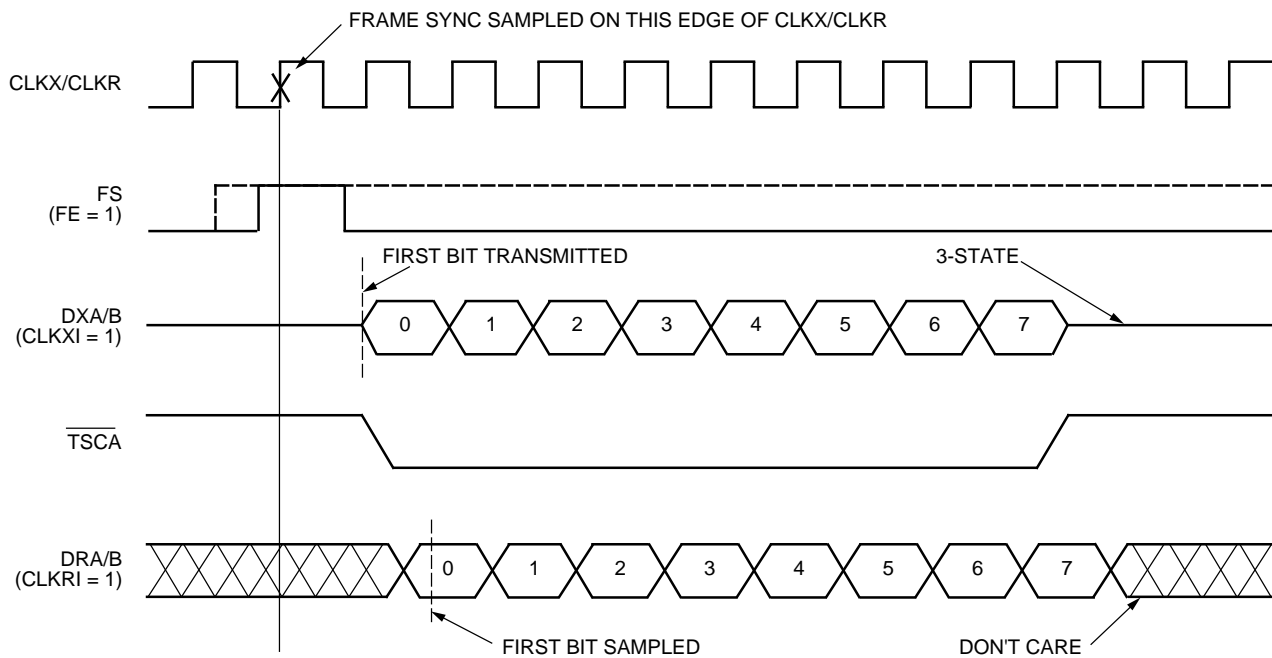 FRAME SYNC SAMPLED ON THIS EDGE OF CLKX/CLKR
CLKX/CLKR
FS
(FE = 1)
FIRST BIT TRANSMITTED
3-STATE
DXA/B
(CLKXI = 1)
0 1 2 3 4 5 6 7
TSCA
DRA/B
(CLKRI = 1)
0 1 2 3 4 5 6 7
FIRST BIT SAMPLED
DON'T CARE